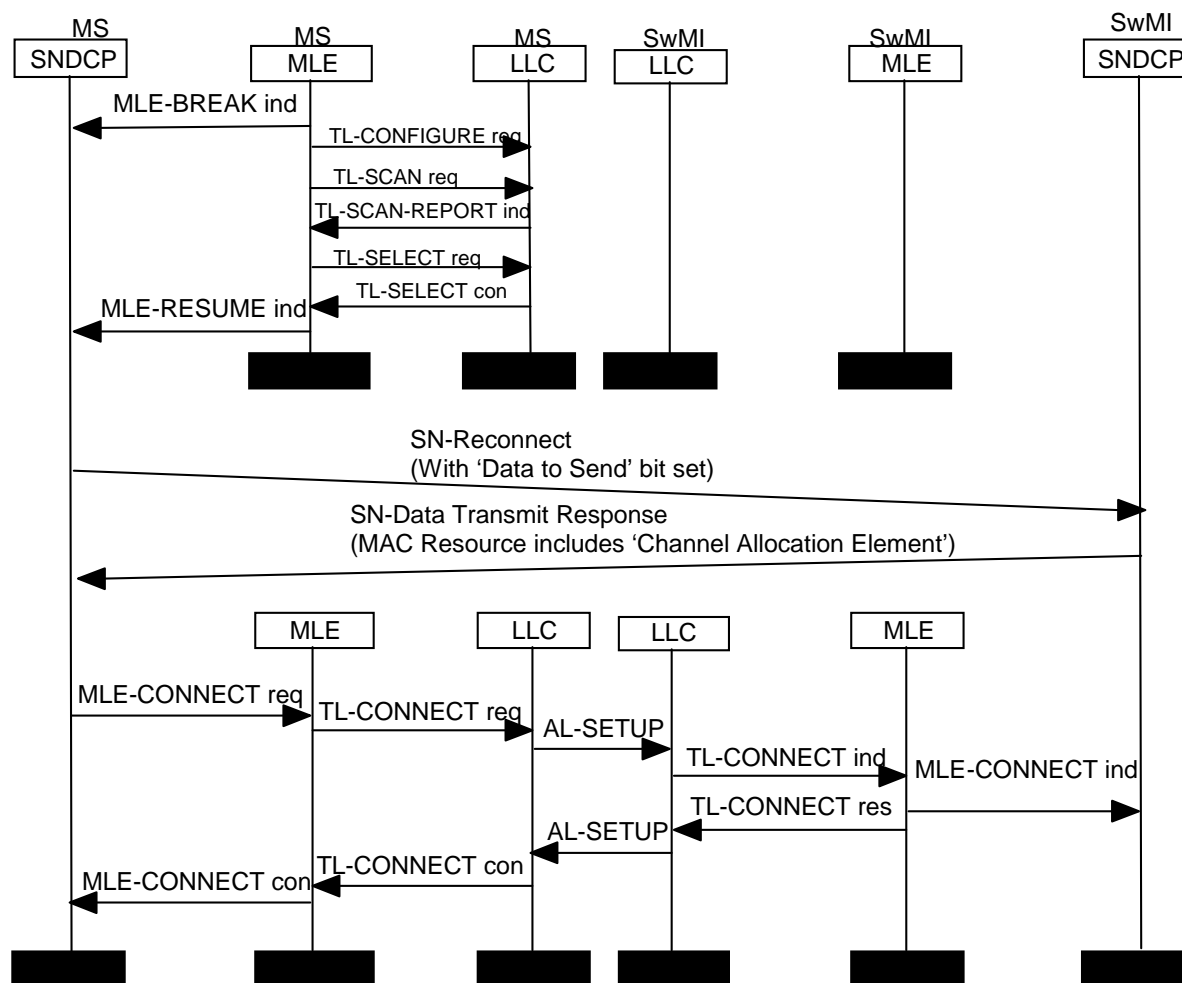 MS
SNDCP
MS
MLE
MS
LLC
SwMI
LLC
SwMI
MLE
SwMI
SNDCP
MLE-BREAK ind
TL-CONFIGURE req
TL-SCAN req
TL-SCAN-REPORT ind
TL-SELECT req
TL-SELECT con
MLE-RESUME ind
SN-Reconnect
(With ‘Data to Send’ bit set)
SN-Data Transmit Response
(MAC Resource includes ‘Channel Allocation Element’)
MLE
LLC
LLC
MLE
MLE-CONNECT req
TL-CONNECT req
AL-SETUP
TL-CONNECT ind
MLE-CONNECT ind
TL-CONNECT res
AL-SETUP
TL-CONNECT con
MLE-CONNECT con